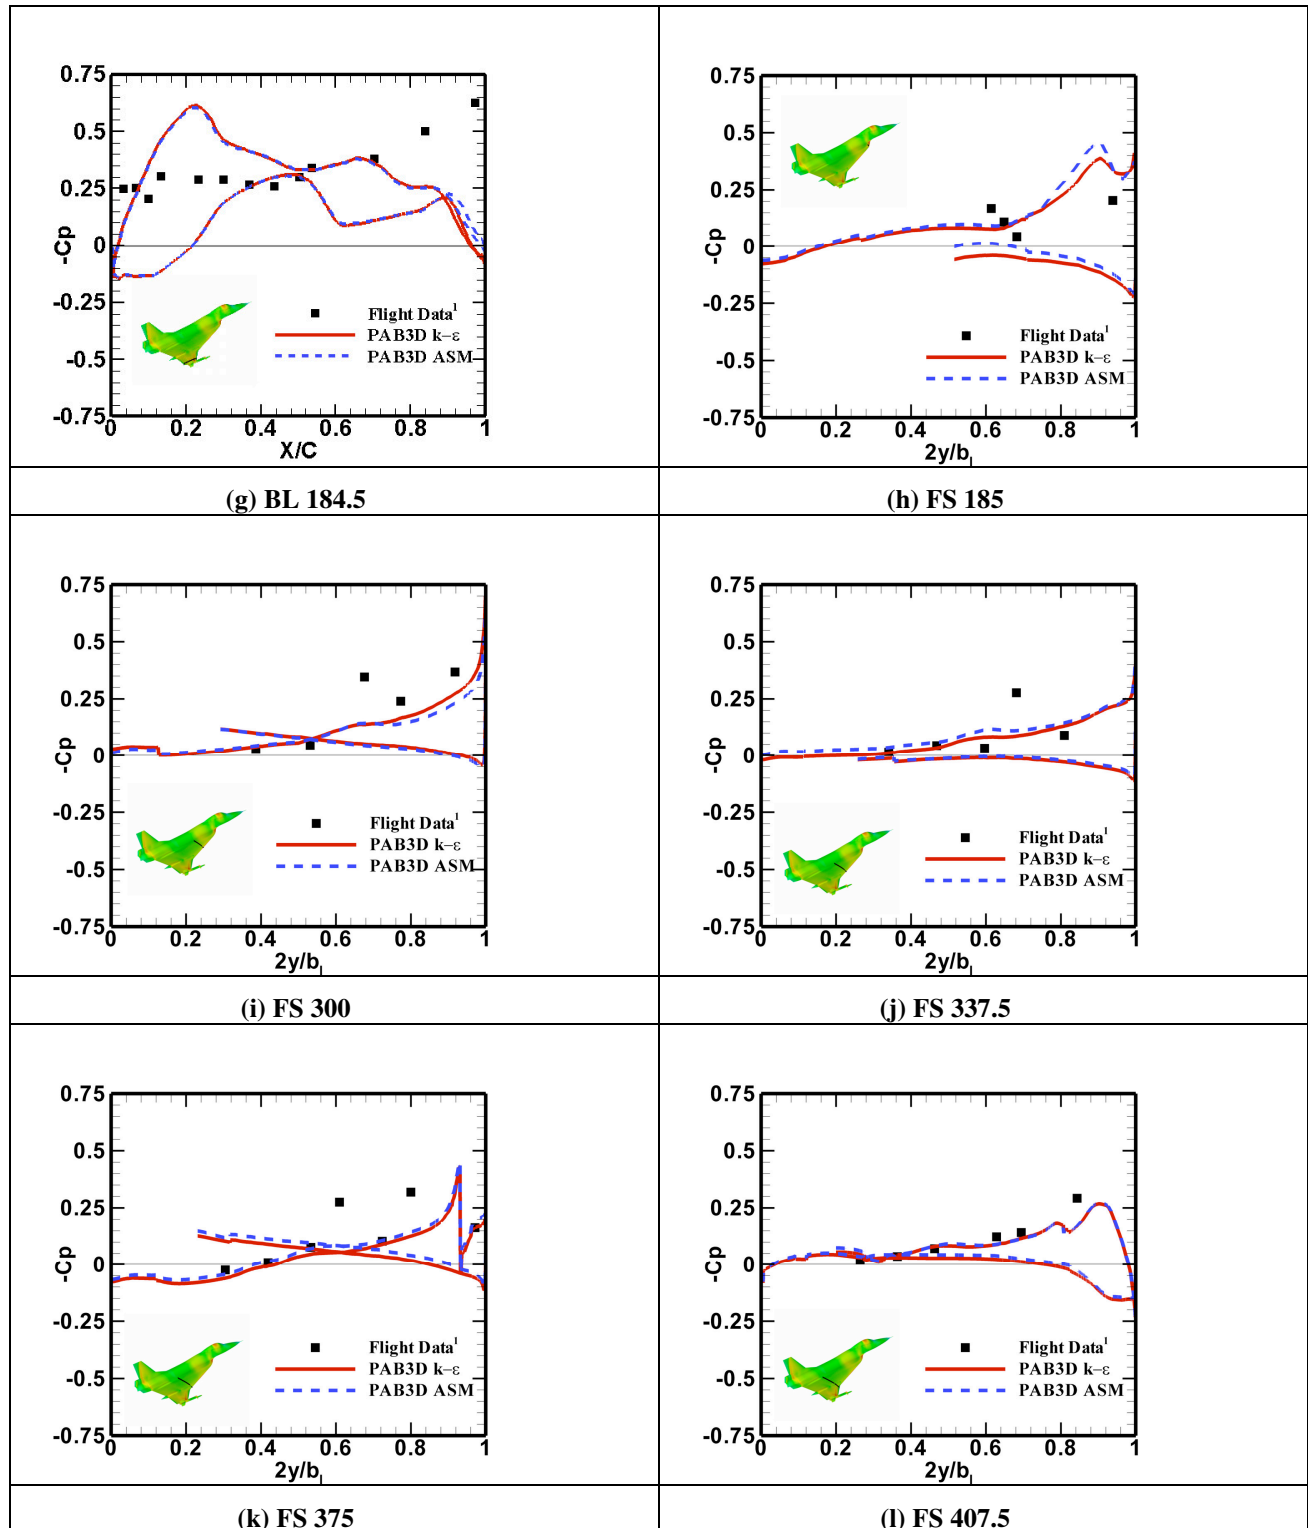 0.75
0.5
0.25
0
-0.25
-0.5
-0.75
-Cp
0 0.2 0.4 0.6 0.8 1
X/C
Flight Data1
PAB3D k-ε
PAB3D ASM
(g) BL 184.5
0.75
0.5
0.25
0
-0.25
-0.5
-0.75
-Cp
0 0.2 0.4 0.6 0.8 1
2y/bl
Flight Data1
PAB3D k-ε
PAB3D ASM
(h) FS 185
0.75
0.5
0.25
0
-0.25
-0.5
-0.75
-Cp
0 0.2 0.4 0.6 0.8 1
2y/bl
Flight Data1
PAB3D k-ε
PAB3D ASM
(i) FS 300
0.75
0.5
0.25
0
-0.25
-0.5
-0.75
-Cp
0 0.2 0.4 0.6 0.8 1
2y/bl
Flight Data1
PAB3D k-ε
PAB3D ASM
(j) FS 337.5
0.75
0.5
0.25
0
-0.25
-0.5
-0.75
-Cp
0 0.2 0.4 0.6 0.8 1
2y/bl
Flight Data1
PAB3D k-ε
PAB3D ASM
(k) FS 375
0.75
0.5
0.25
0
-0.25
-0.5
-0.75
-Cp
0 0.2 0.4 0.6 0.8 1
2y/bl
Flight Data1
PAB3D k-ε
PAB3D ASM
(l) FS 407.5